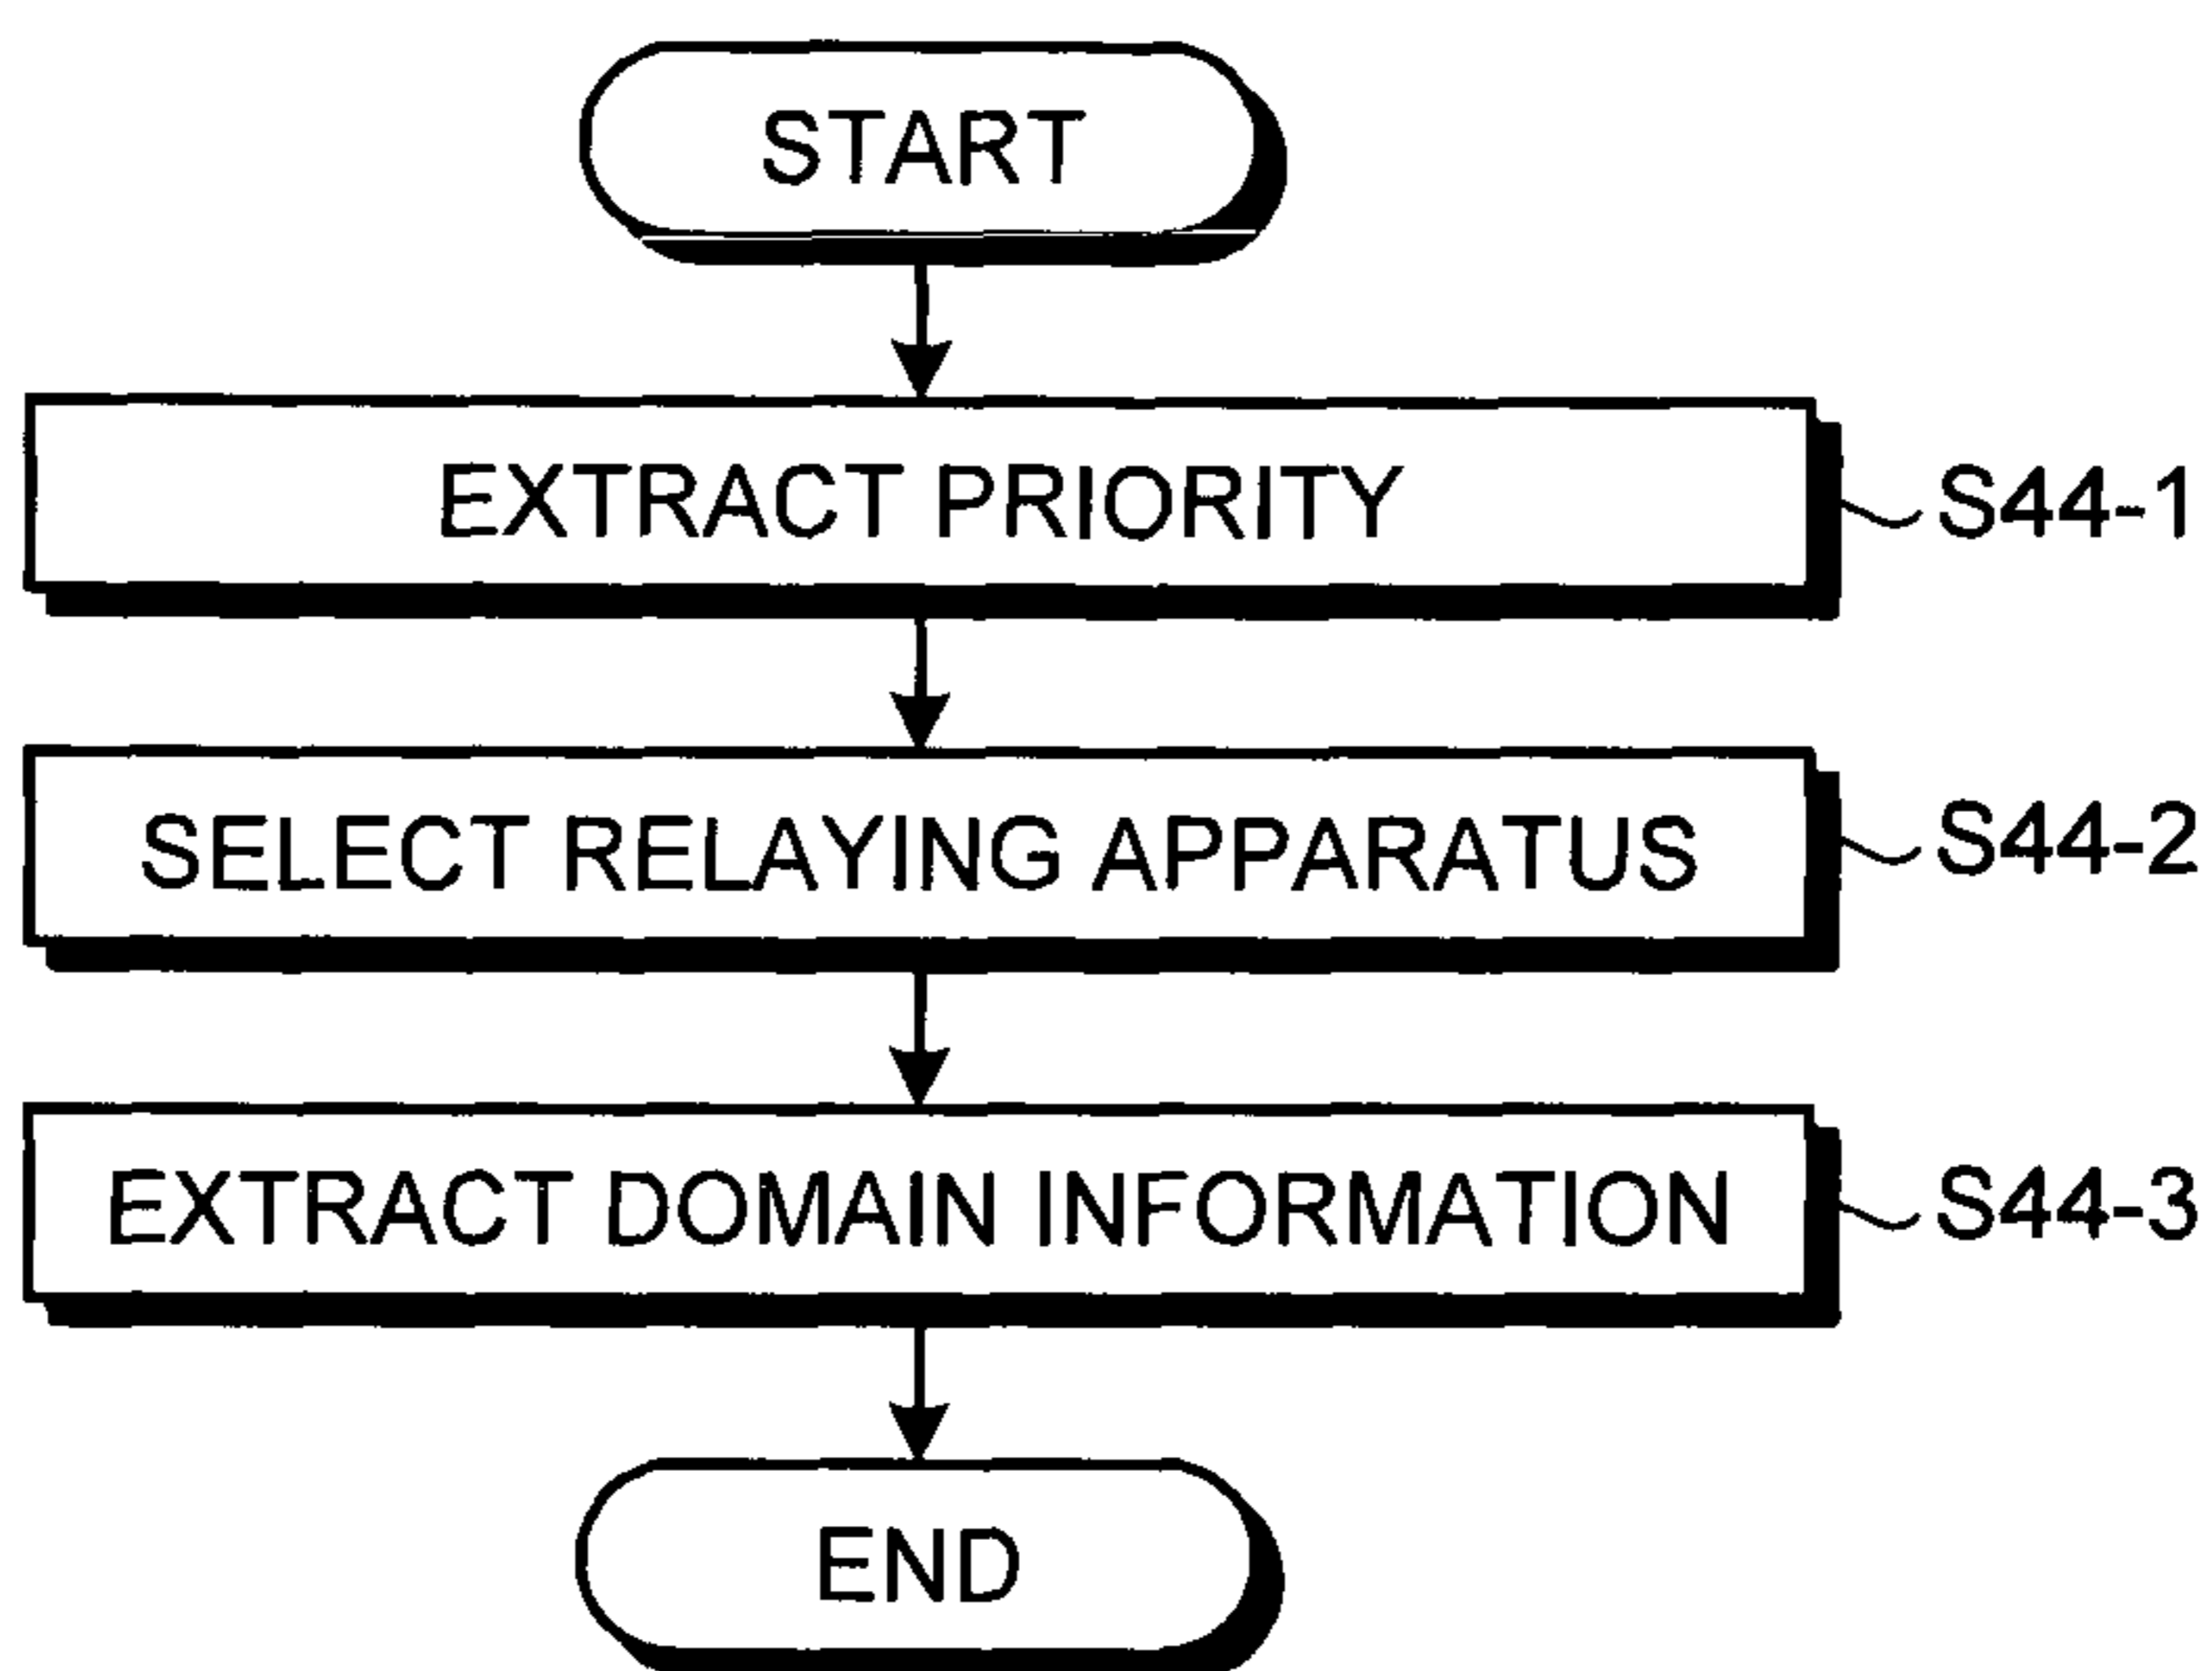 START
EXTRACT PRIORITY
S44-1
SELECT RELAYING APPARATUS
S44-2
EXTRACT DOMAIN INFORMATION
S44-3
END